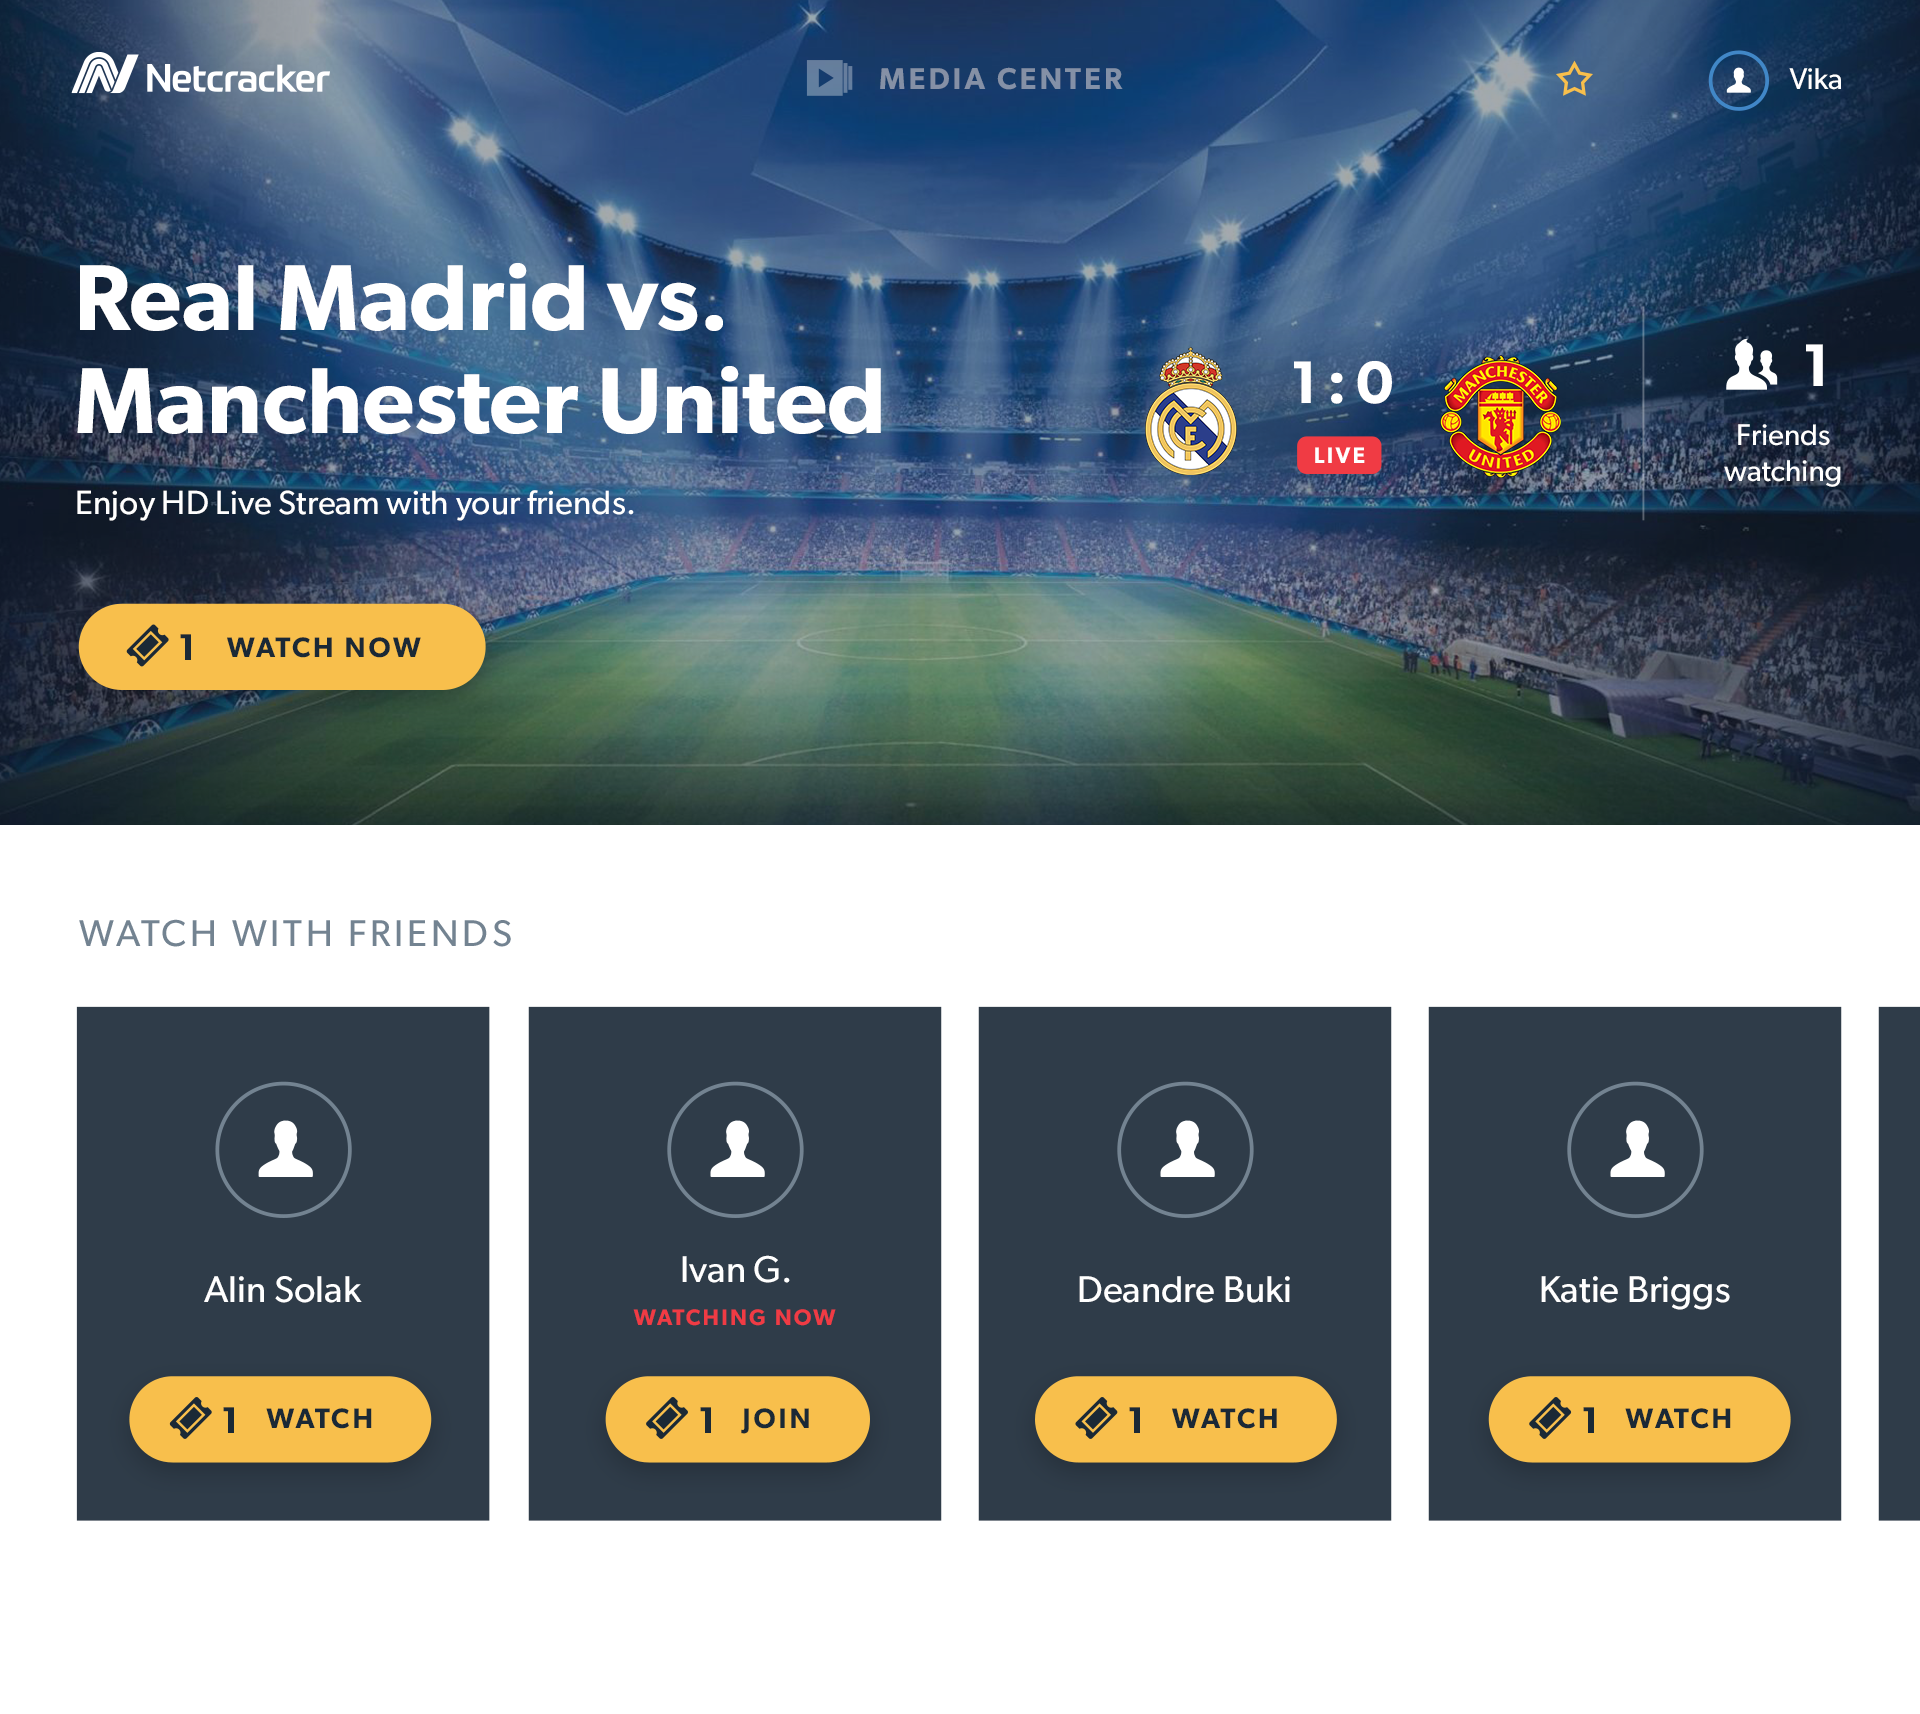 Netcracker
MEDIA CENTER
Vika
Real Madrid vs.
Manchester United
Enjoy HD Live Stream with your friends.
1 WATCH NOW
1:0
LIVE
MANCHESTER
UNITED
1
Friends
watching
WATCH WITH FRIENDS
Alin Solak
1 WATCH
Ivan G.
WATCHING NOW
1 JOIN
Deandre Buki
1 WATCH
Katie Briggs
1 WATCH